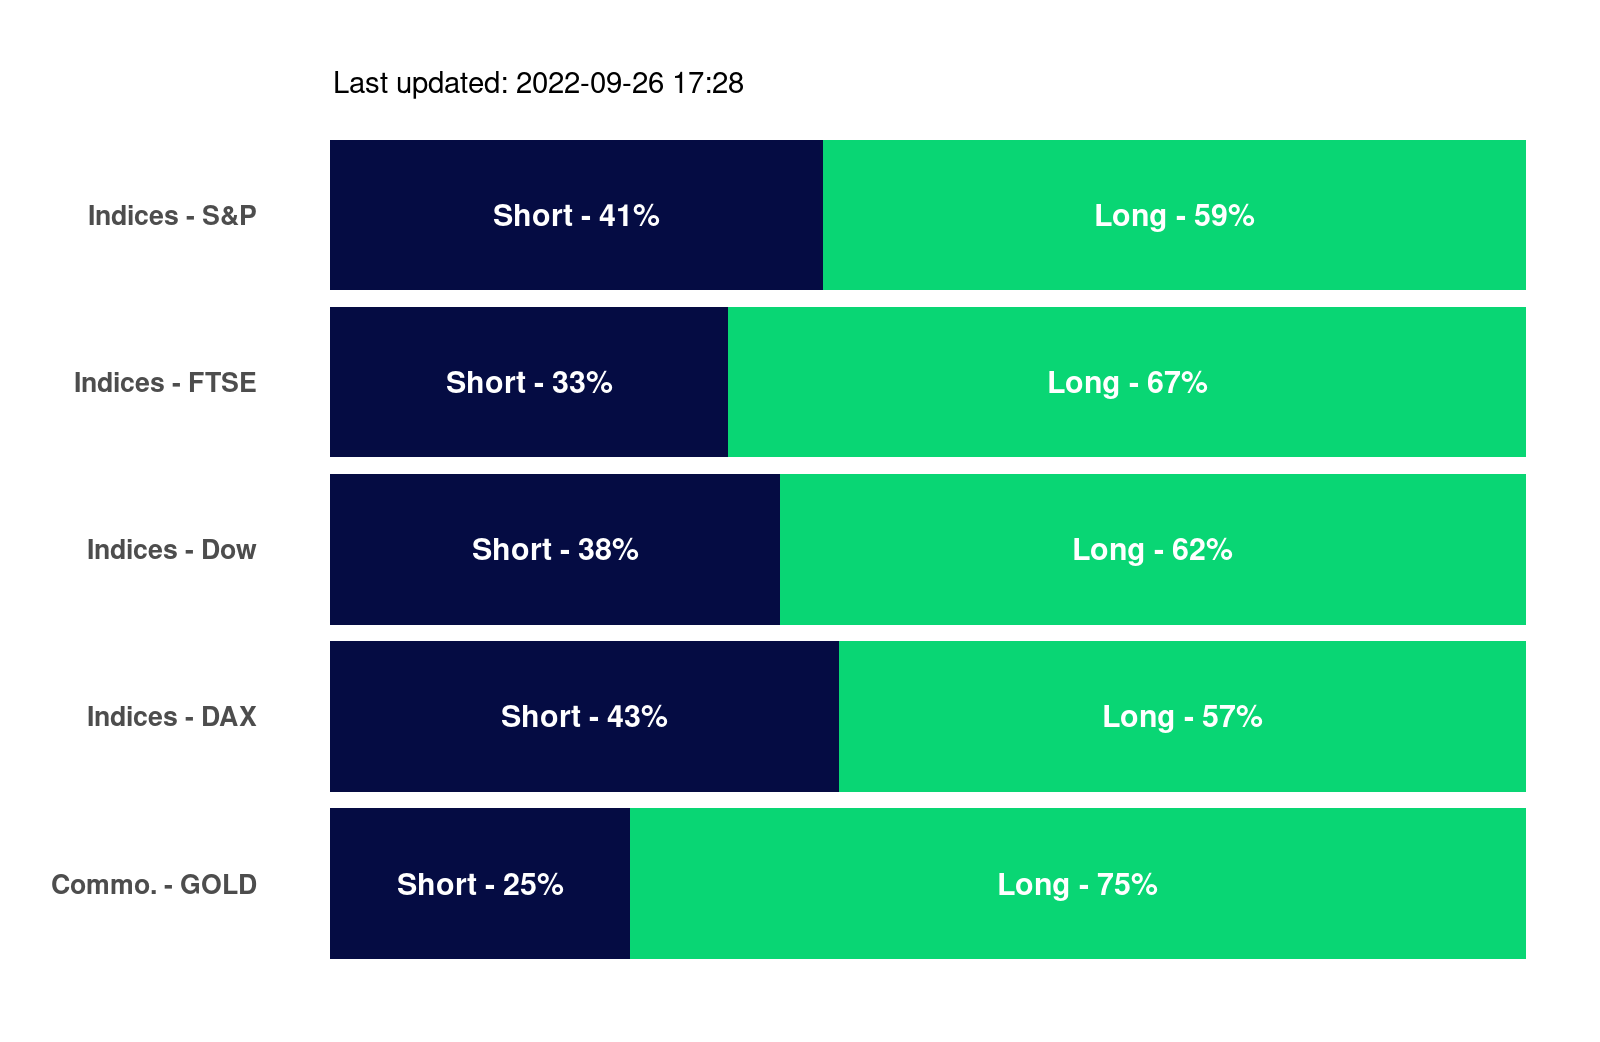 Last updated: 2022-09-26 17:28
Indices - S&P Short - 41% Long - 59%
Indices - FTSE Short - 33% Long - 67%
Indices - Dow Short - 38% Long - 62%
Indices - DAX Short - 43% Long - 57%
Commo. - GOLD Short - 25% Long - 75%